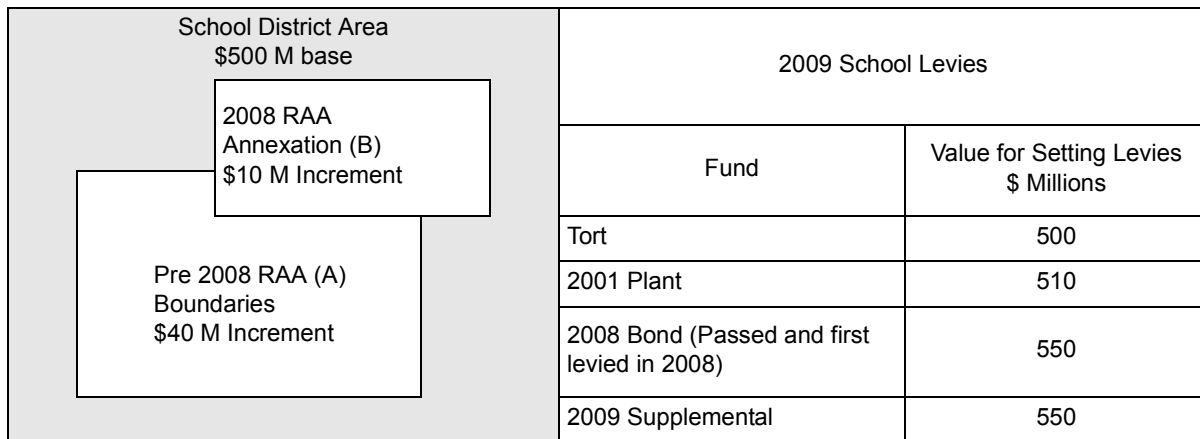 School District Area
$500 M base
2008 RAA
Annexation (B)
$10 M Increment
Pre 2008 RAA (A)
Boundaries
$40 M Increment
2009 School Levies
Fund
Value for Setting Levies
$ Millions
Tort
500
2001 Plant
510
2008 Bond (Passed and first
levied in 2008)
550
2009 Supplemental
550